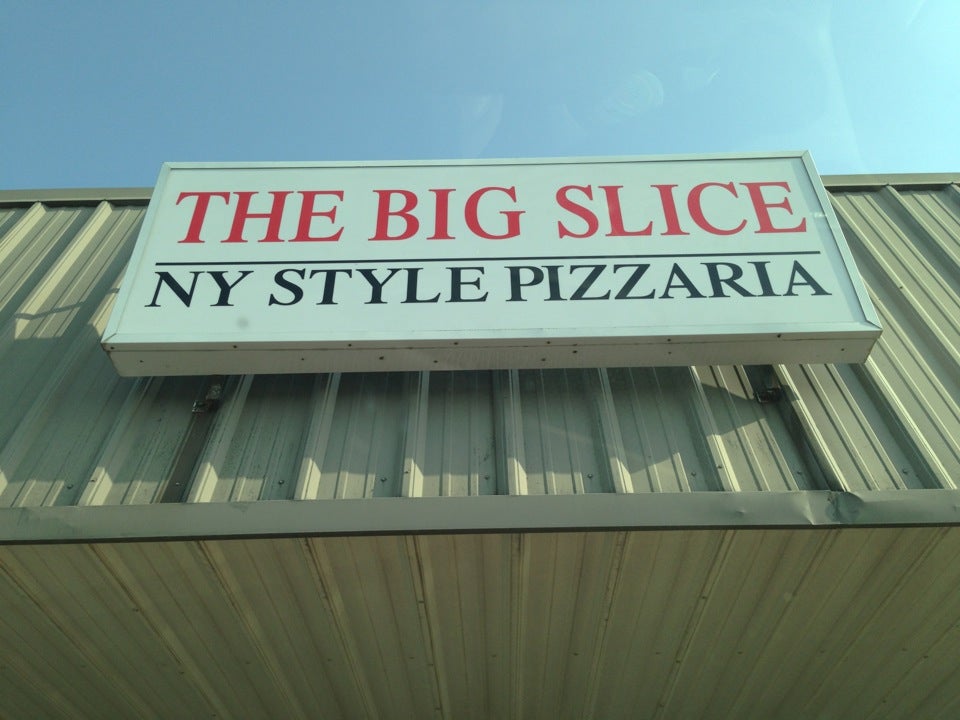 THE BIG SLICE
NY STYLE PIZZARIA